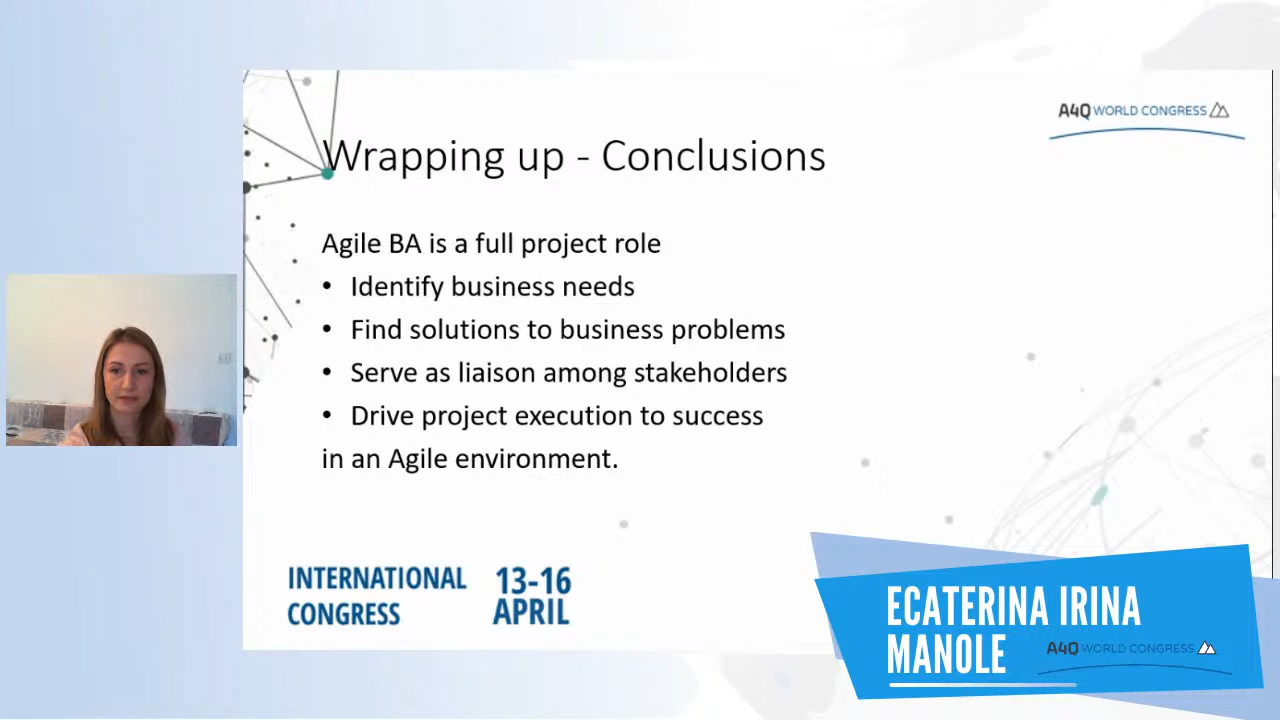 A4Q WORLD CONGRESS
Wrapping up - Conclusions
Agile BA is a full project role
• Identify business needs
• Find solutions to business problems
• Serve as liaison among stakeholders
• Drive project execution to success
in an Agile environment.
INTERNATIONAL
CONGRESS
13-16
APRIL
ECATERINA IRINA
MANOLE
A4Q WORLD CONGRESS